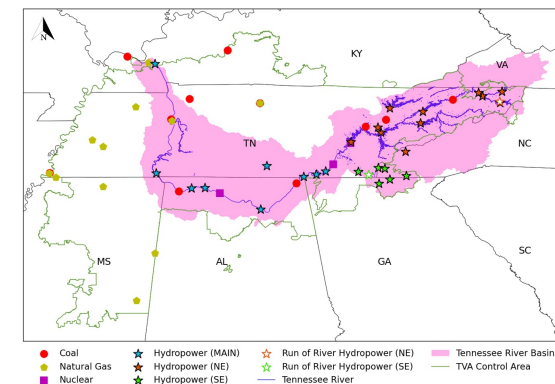 N
KY
VA
TN
NC
SC
MS
AL
GA
Coal
Natural Gas
Nuclear
Hydropower (MAIN)
Hydropower (NE)
Hydropower (SE)
Run of River Hydropower (NE)
Run of River Hydropower (SE)
Tennessee River
Tennessee River Basin
TVA Control Area